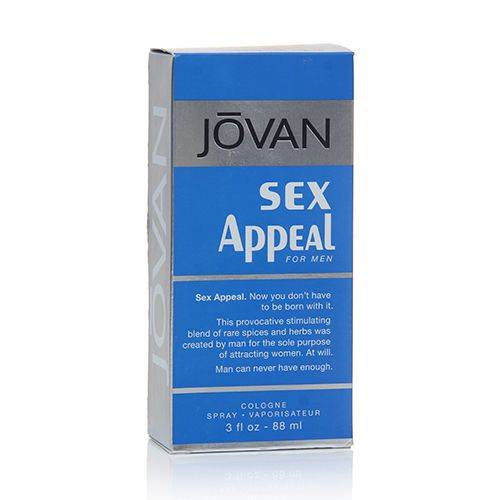 JŌVAN
JŌVAN
SEX
Appeal
FOR MEN
Sex Appeal. Now you don't have
to be born with it.
This provocative stimulating
blend of rare spices and herbs was
created by man for the sole purpose
of attracting women. At will.
Man can never have enough.
COLOGNE
SPRAY • VAPORISATEUR
3 fl oz - 88 ml